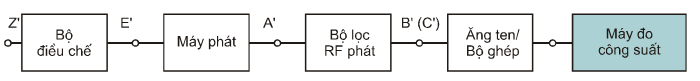 Z'
Bộ
điều chế
E'
Máy phát
A'
Bộ lọc
RF phát
B' (C')
Ăng ten/
Bộ ghép
Máy đo
công suất